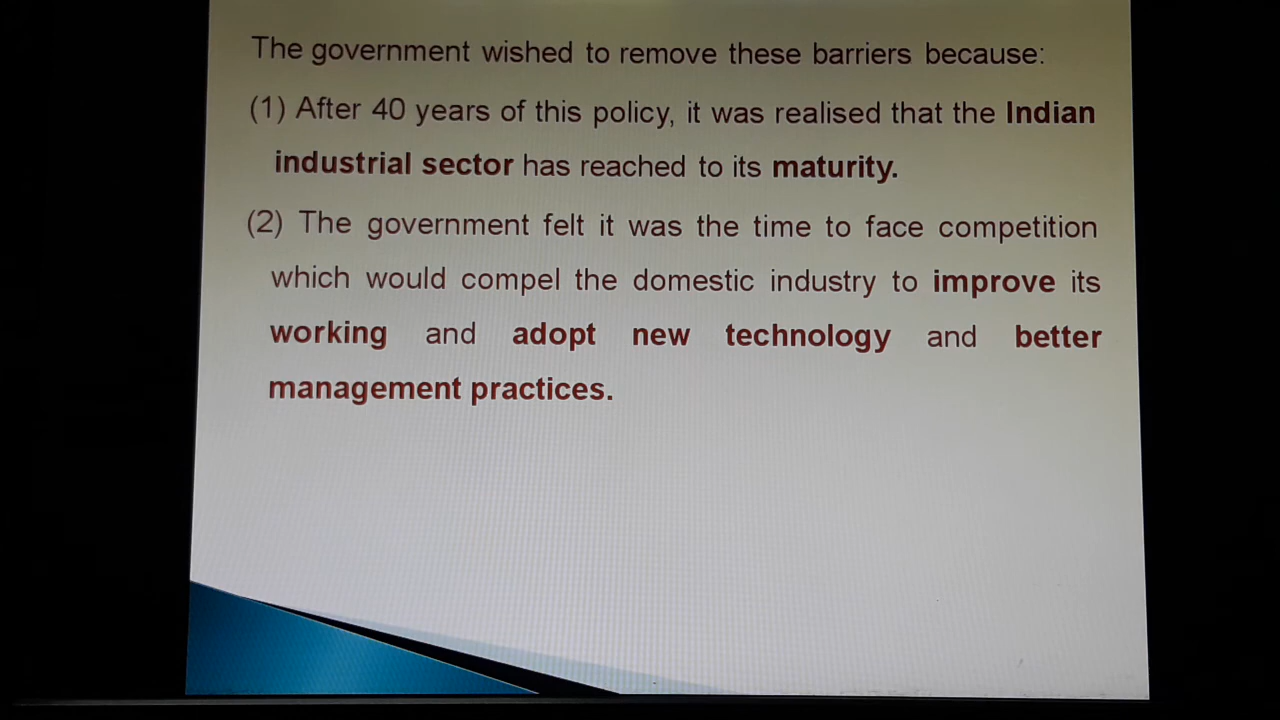 The government wished to remove these barriers because:
(1) After 40 years of this policy, it was realised that the Indian
industrial sector has reached to its maturity.
(2) The government felt it was the time to face competition
which would compel the domestic industry to improve its
working and adopt new technology and better
management practices.